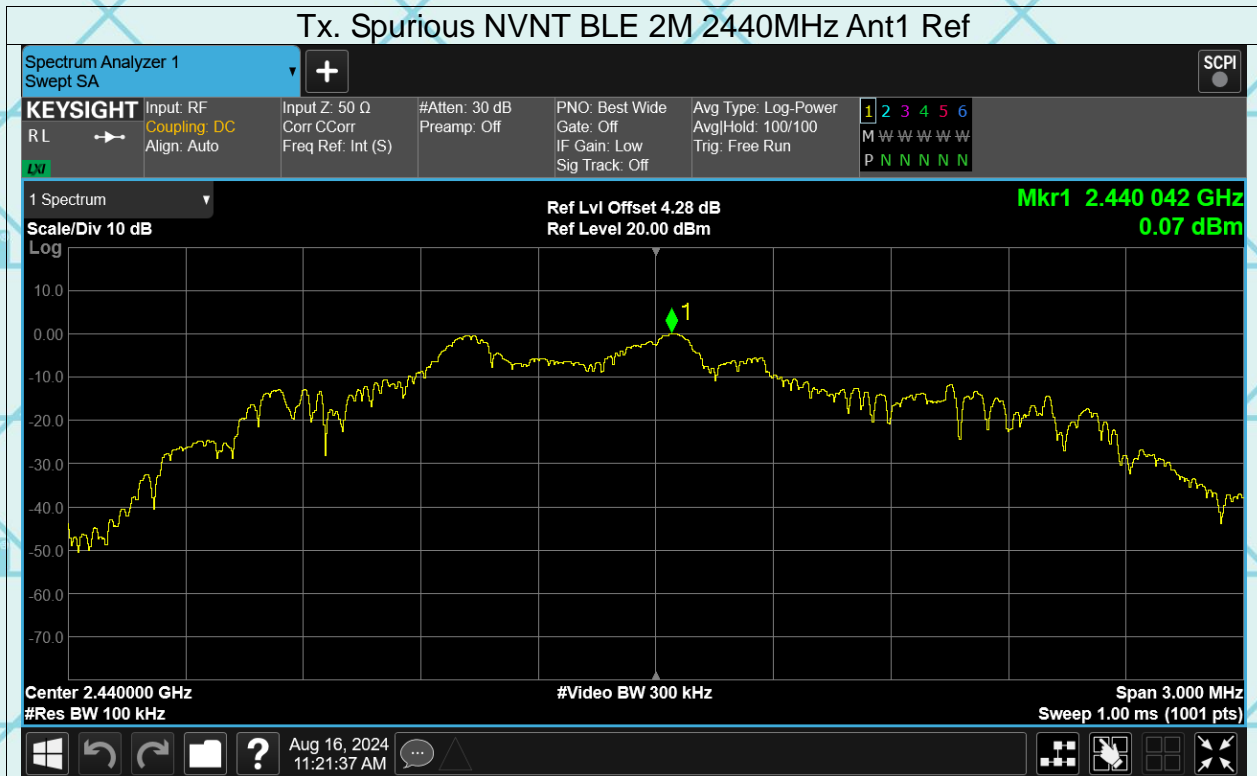 Tx. Spurious NVNT BLE 2M 2440MHz Ant1 Ref
Spectrum Analyzer 1
Swept SA
▼
+
SCPI
KEYSIGHT
R L
LXI
Input: RF
Coupling: DC
Align: Auto
Input Z: 50 Ω
Corr CCorr
Freq Ref: Int (S)
#Atten: 30 dB
Preamp: Off
PNO: Best Wide
Gate: Off
IF Gain: Low
Sig Track: Off
Avg Type: Log-Power
Avg|Hold: 100/100
Trig: Free Run
1 2 3 4 5 6
M W W W W W
P N N N N N
1 Spectrum ▼
Scale/Div 10 dB
Ref Lvl Offset 4.28 dB
Ref Level 20.00 dBm
Mkr1 2.440 042 GHz
0.07 dBm
Log
10.0
0.00
-10.0
-20.0
-30.0
-40.0
-50.0
-60.0
-70.0
1
Center 2.440000 GHz
#Res BW 100 kHz
#Video BW 300 kHz
Span 3.000 MHz
Sweep 1.00 ms (1001 pts)
?
Aug 16, 2024
11:21:37 AM